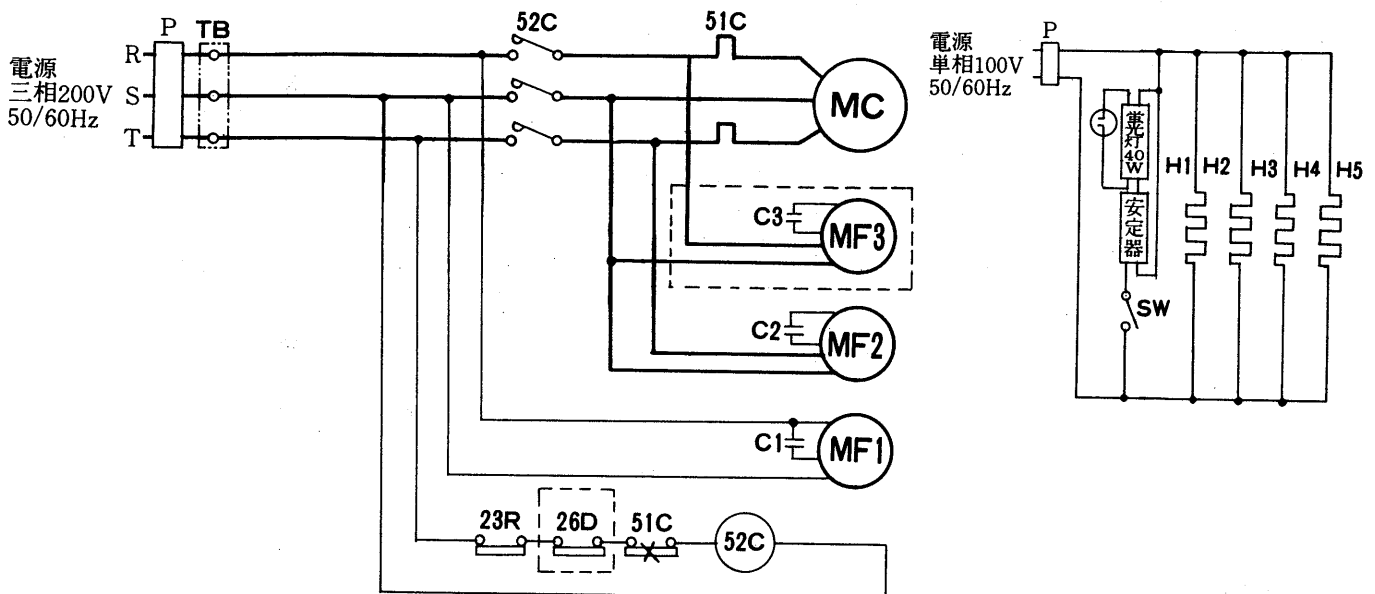 電源
三相200V
50/60Hz
P
TB
R
S
T
52C
51C
MC
C3
MF3
C2
MF2
C1
MF1
23R
26D
51C
52C
電源
単相100V
50/60Hz
P
蛍光灯40W
安定器
SW
H1
H2
H3
H4
H5